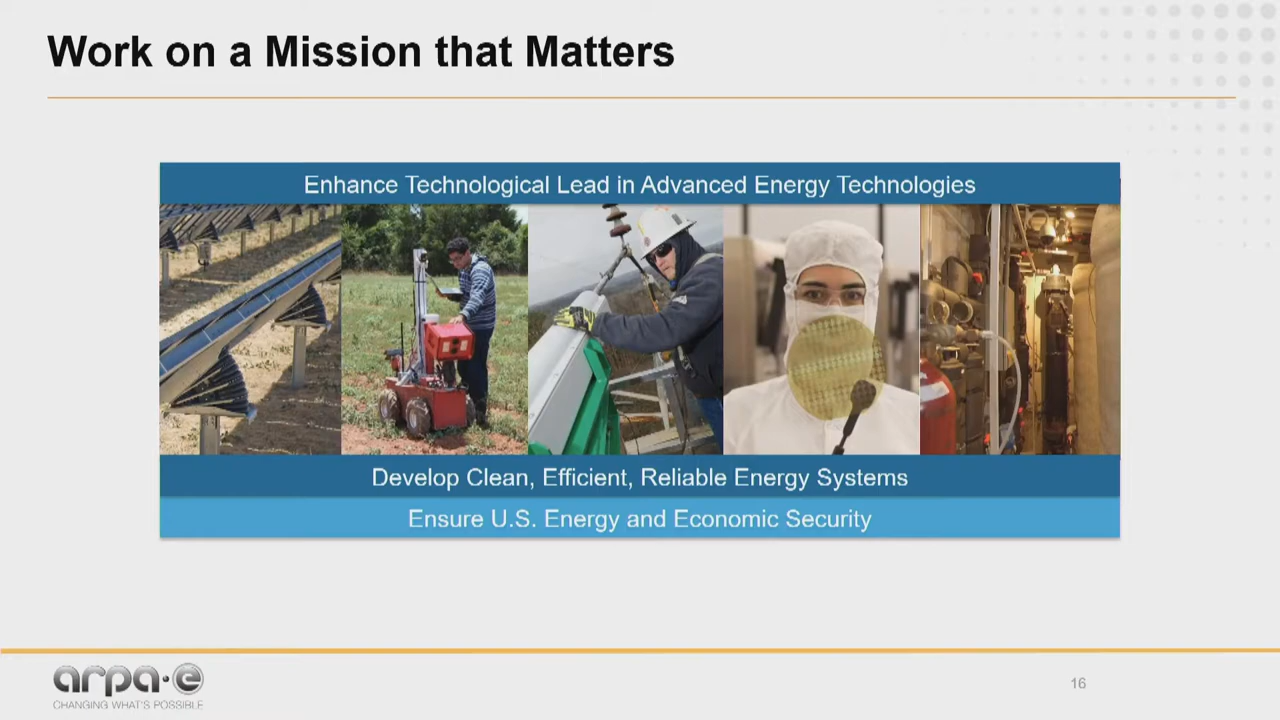 Work on a Mission that Matters
Enhance Technological Lead in Advanced Energy Technologies
Develop Clean, Efficient, Reliable Energy Systems
Ensure U.S. Energy and Economic Security
arpa·e
CHANGING WHAT'S POSSIBLE
16